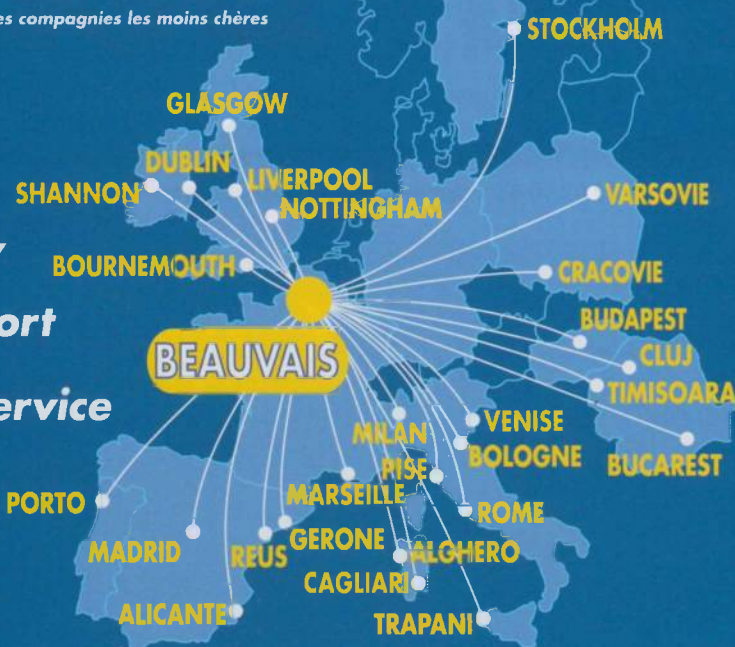 es compagnies les moins chères
STOCKHOLM
GLASGOW
DUBLIN
LIVERPOOL
SHANNON
NOTTINGHAM
VARSOVIE
BOURNEMOUTH
CRACOVIE
ort
BUDAPEST
BEAUVAIS
CLUJ
TIMISOARA
ervice
VENISE
MILAN
BOLOGNE
PISE
BUCAREST
MARSEILLE
PORTO
ROME
GERONE
MADRID
REUS
ALGHERO
CAGLIARI
ALICANTE
TRAPANI